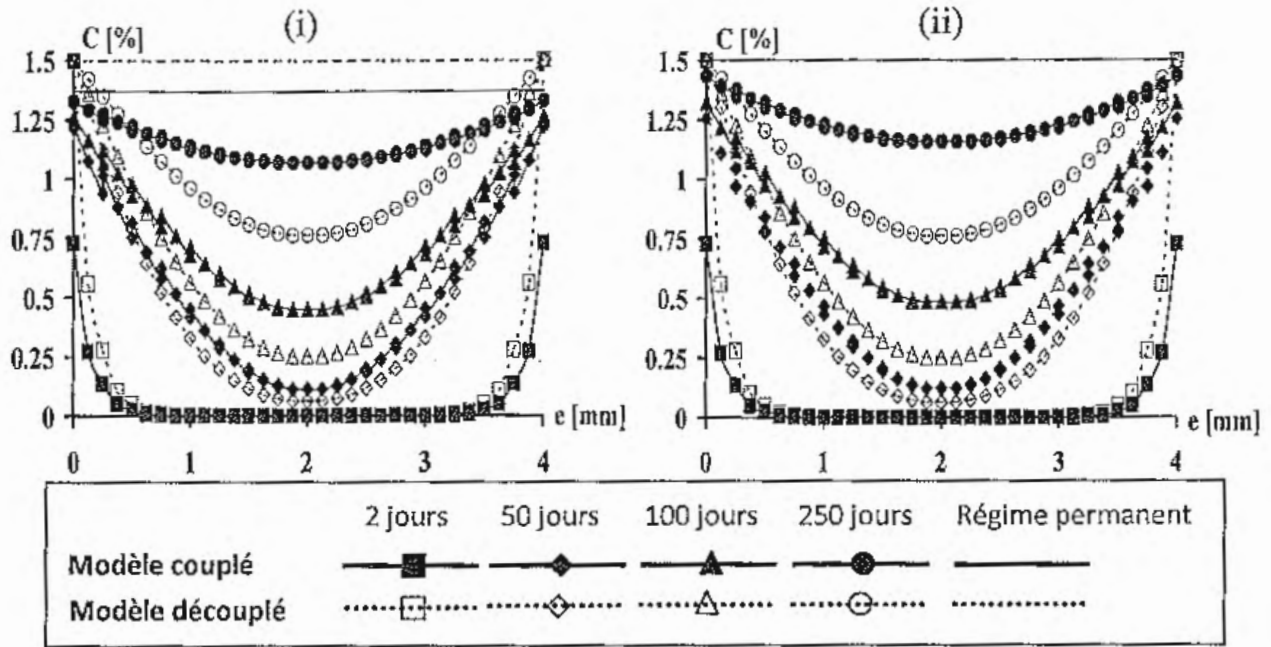 (i)
C [%]
1.5
1.25
1
0.75
0.5
0.25
0
e [mm]
0 1 2 3 4
(ii)
C [%]
1.5
1.25
1
0.75
0.5
0.25
0
e [mm]
0 1 2 3 4
2 jours 50 jours 100 jours 250 jours Régime permanent
Modèle couplé
Modèle découplé